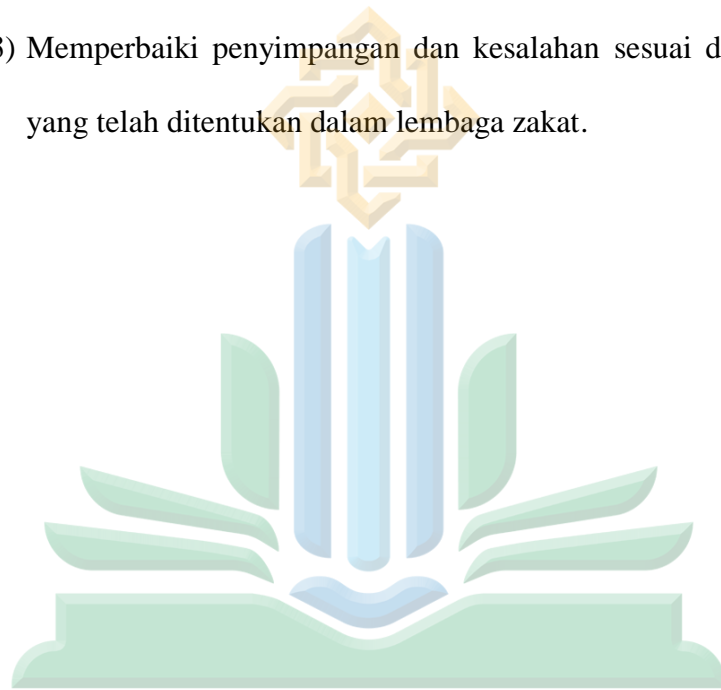 3) Memperbaiki penyimpangan dan kesalahan sesuai d
yang telah ditentukan dalam lembaga zakat.